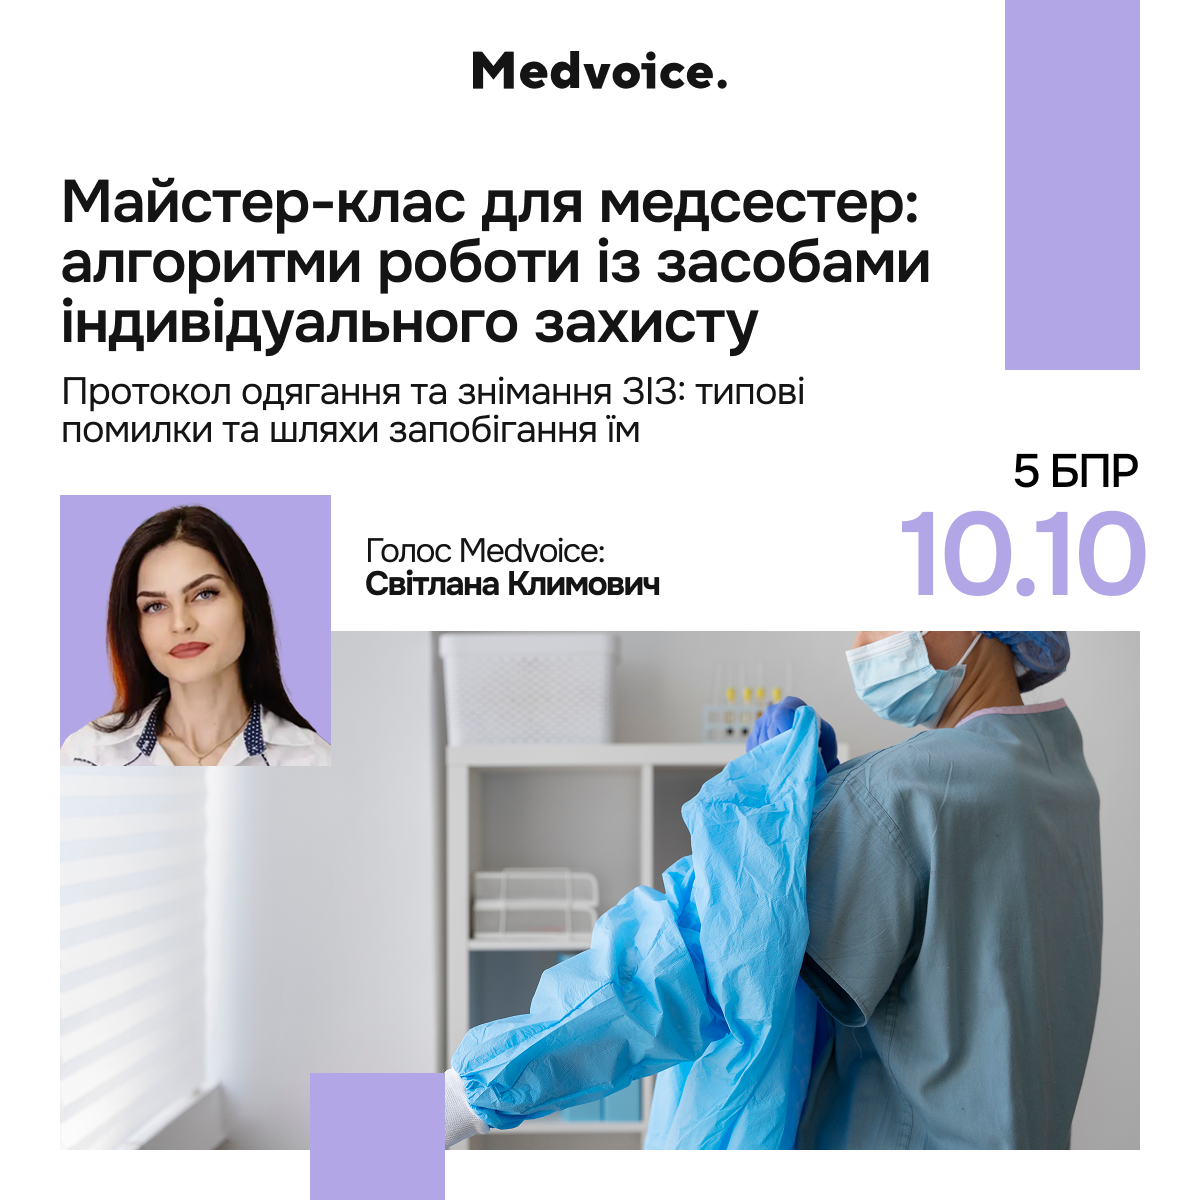 Medvoice.
Майстер-клас для медсестер:
алгоритми роботи із засобами
індивідуального захисту
Протокол одягання та знімання ЗІЗ: типові
помилки та шляхи запобігання їм
5 БПР
10.10
Голос Medvoice:
Світлана Климович